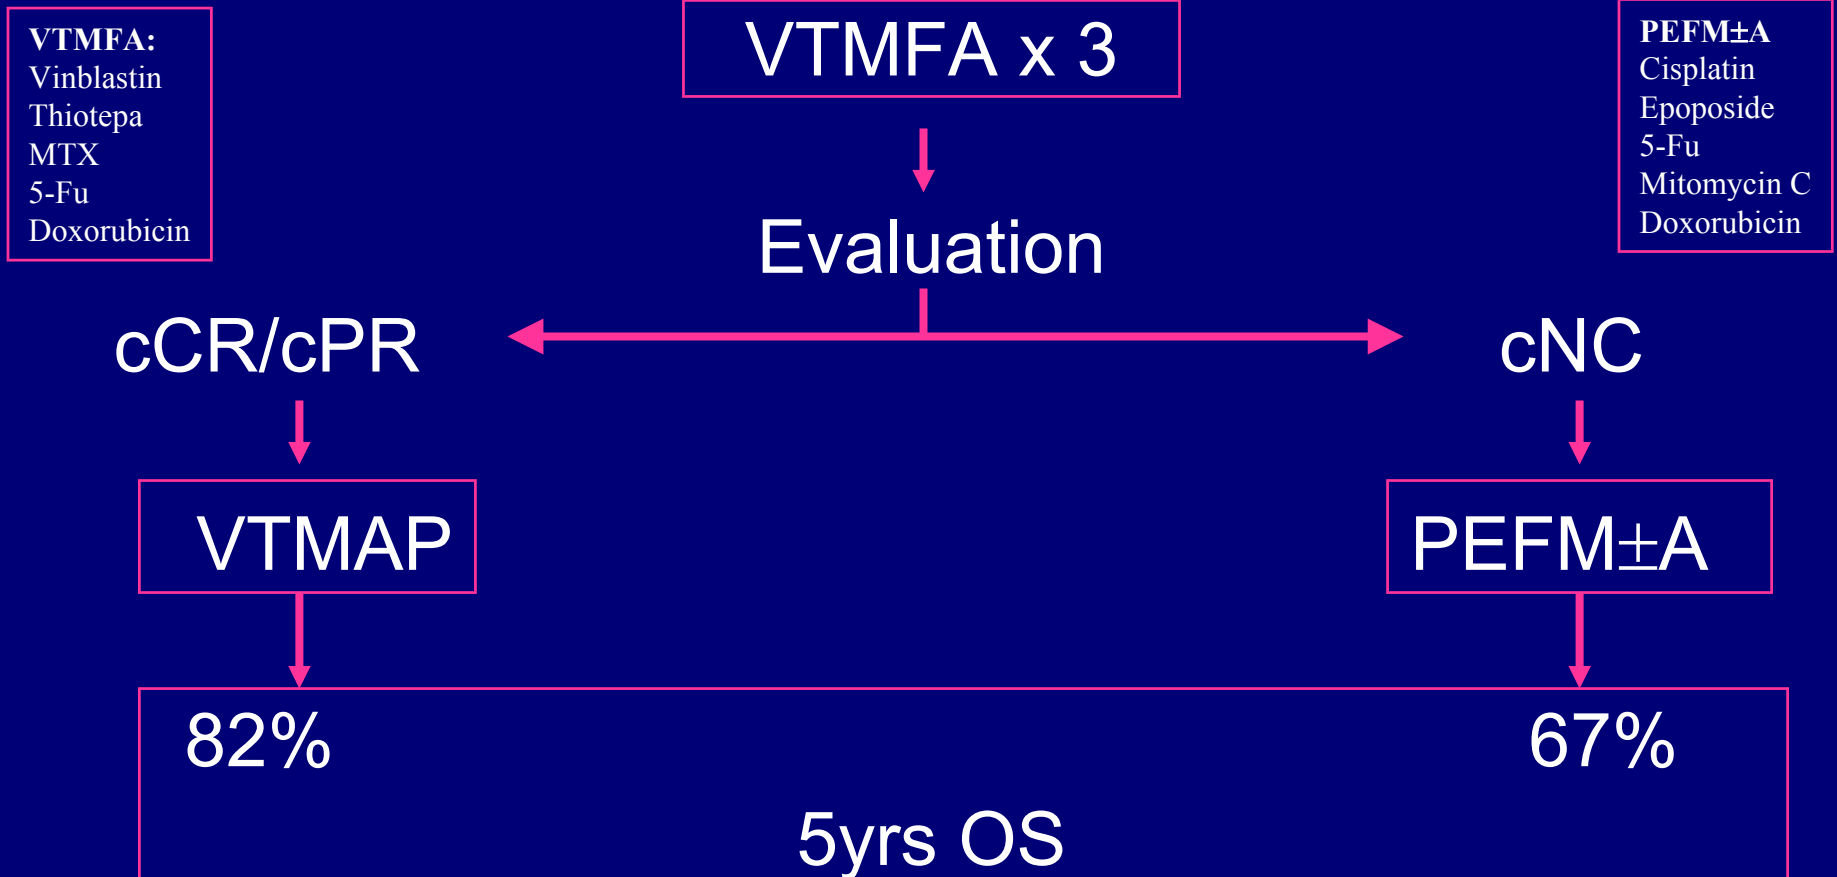 VTMFA:
Vinblastin
Thiotepa
MTX
5-Fu
Doxorubicin
VTMFA x 3
PEFM±A
Cisplatin
Epoposide
5-Fu
Mitomycin C
Doxorubicin
Evaluation
cCR/cPR
cNC
VTMAP
PEFM±A
82%
67%
5yrs OS